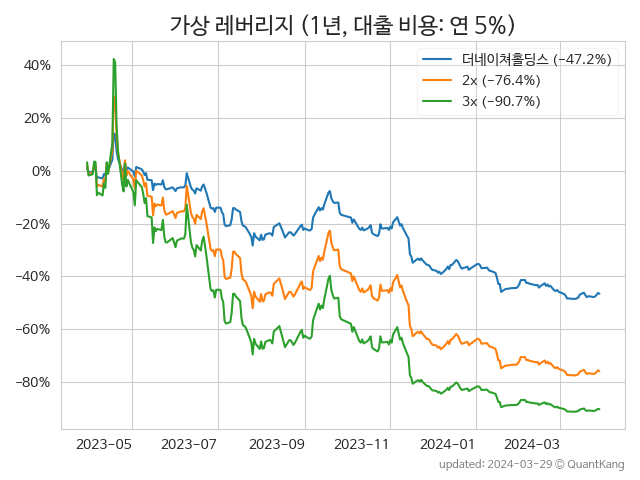 가상 레버리지 (1년, 대출 비용: 연 5%)
더네이쳐홀딩스 (−47.2%)
2x (−76.4%)
3x (−90.7%)
40%
20%
0%
−20%
−40%
−60%
−80%
2023-05 2023-07 2023-09 2023-11 2024-01 2024-03
updated: 2024-03-29 © QuantKang